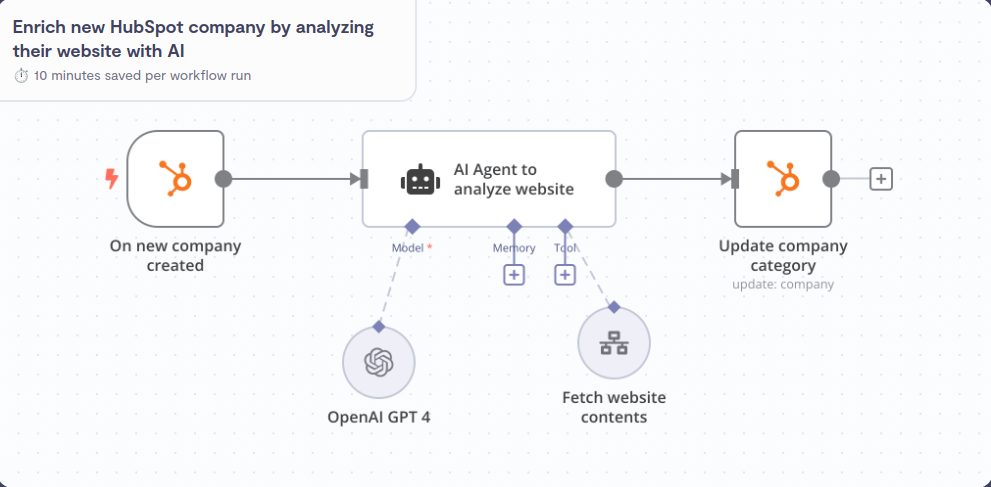 Enrich new HubSpot company by analyzing
their website with AI
⏱ 10 minutes saved per workflow run
AI Agent to
analyze website
Model *
Memory
Tool
On new company
created
Update company
category
update: company
OpenAI GPT 4
Fetch website
contents